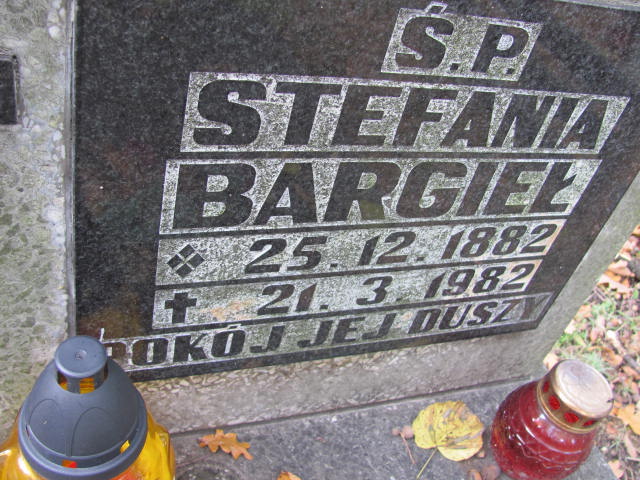 Ś.P.
STEFANIA
BARGIEŁ
25.12.1882
21.3.1982
POKÓJ JEJ DUSZY